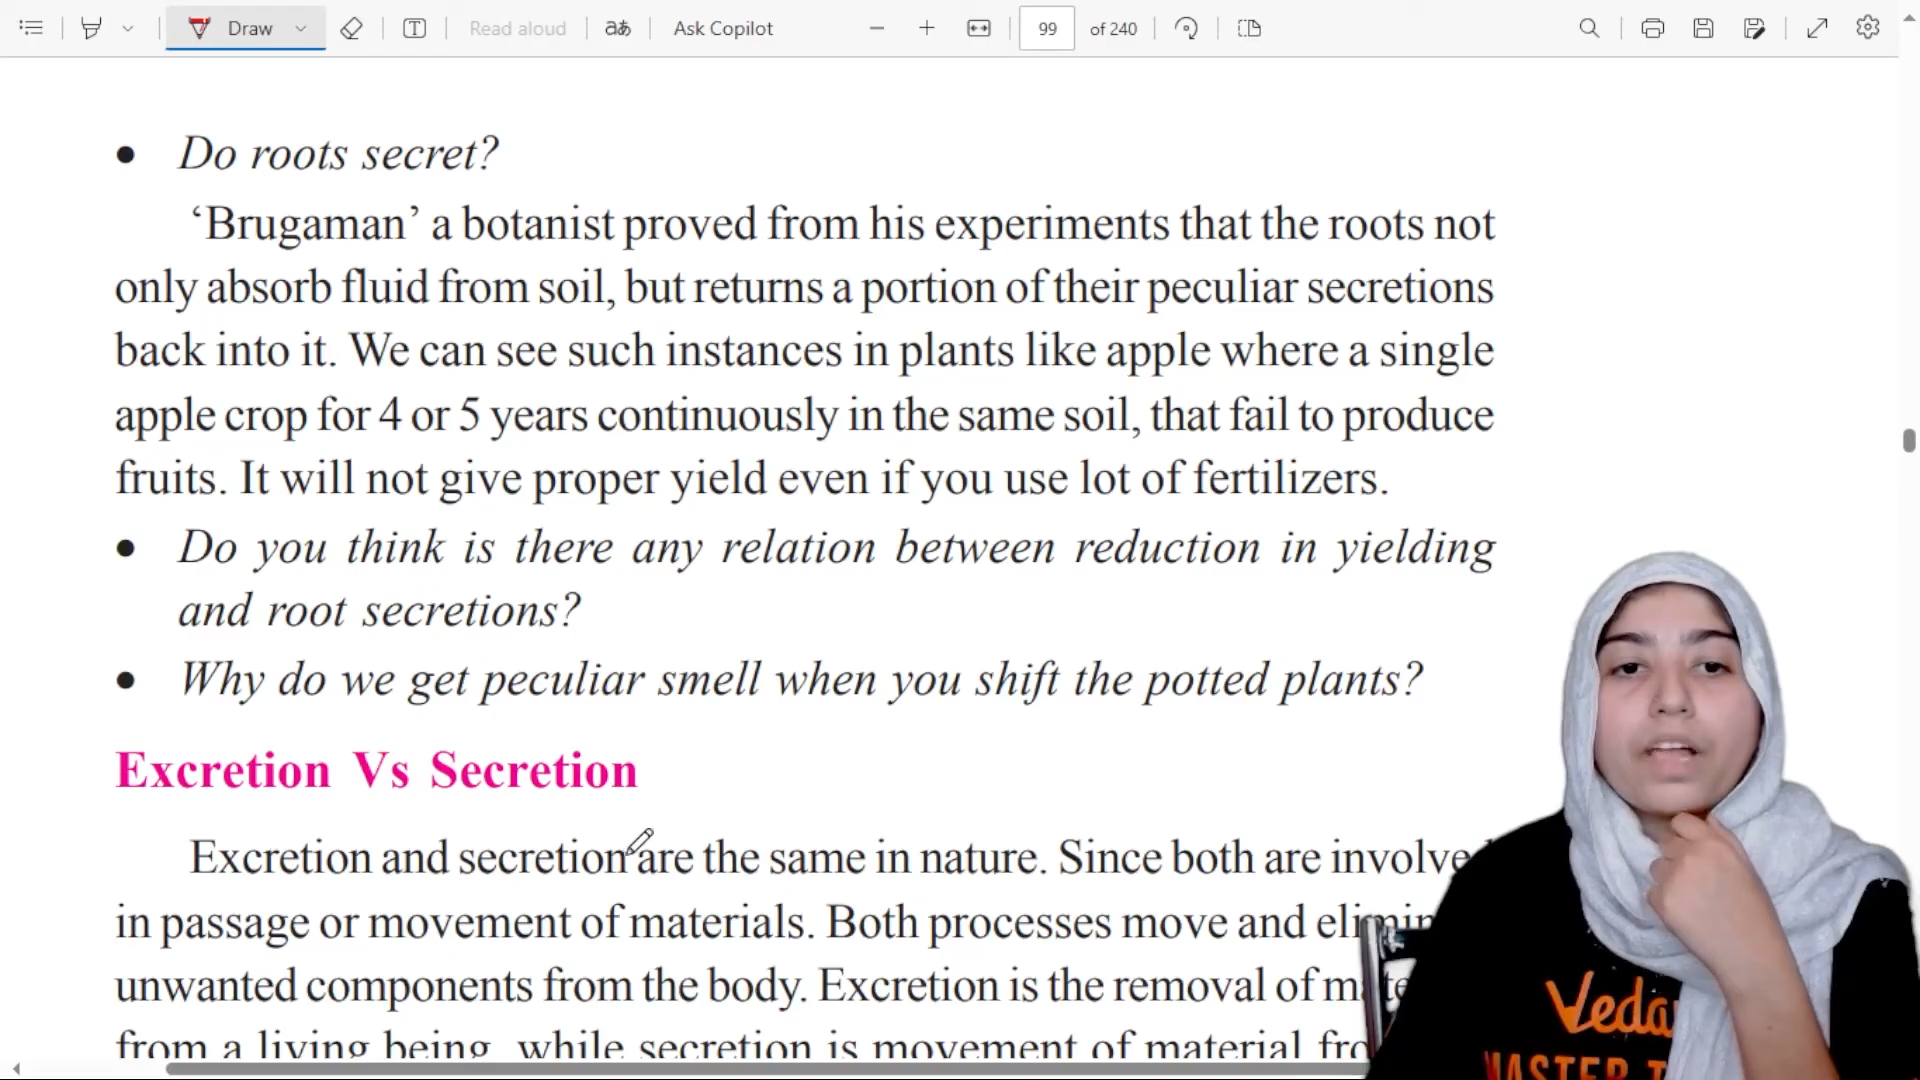 Draw
Read aloud
Ask Copilot
99 of 240
• Do roots secret?
‘Brugaman’ a botanist proved from his experiments that the roots not
only absorb fluid from soil, but returns a portion of their peculiar secretions
back into it. We can see such instances in plants like apple where a single
apple crop for 4 or 5 years continuously in the same soil, that fail to produce
fruits. It will not give proper yield even if you use lot of fertilizers.
• Do you think is there any relation between reduction in yielding
and root secretions?
• Why do we get peculiar smell when you shift the potted plants?
Excretion Vs Secretion
Excretion and secretion are the same in nature. Since both are involve
in passage or movement of materials. Both processes move and elimin
unwanted components from the body. Excretion is the removal of mate
from a living being, while secretion is movement of material fro
Veda
MASTER T